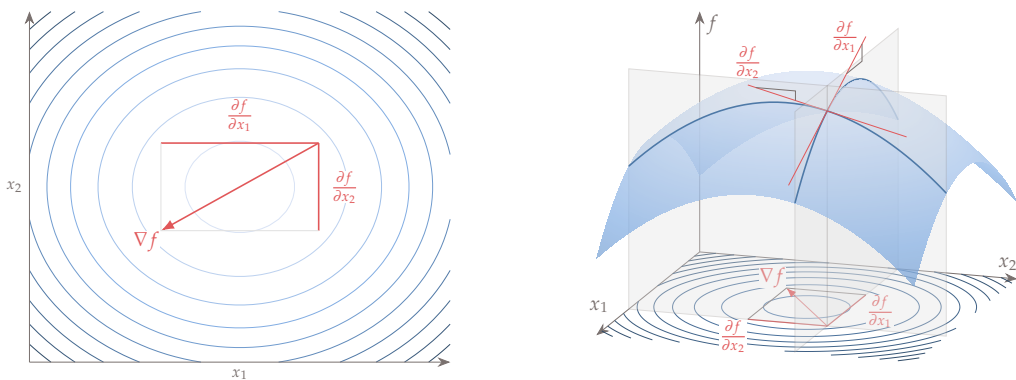 ∂f/∂x₁
x₂
∂f/∂x₂
∇f
x₁
f
∂f/∂x₁
∂f/∂x₂
x₂
∇f
x₁
∂f/∂x₁
∂f/∂x₂